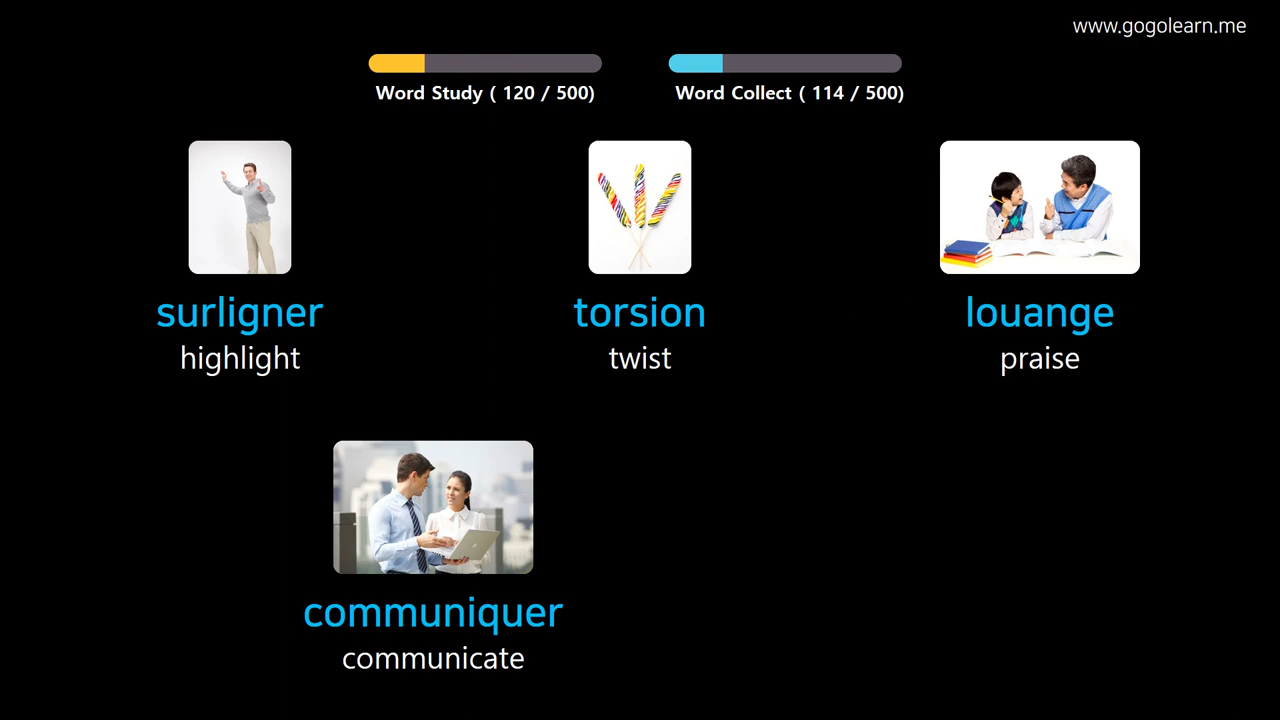 www.gogolearn.me
Word Study ( 120 / 500)
Word Collect ( 114 / 500)
surligner
highlight
torsion
twist
louange
praise
communiquer
communicate